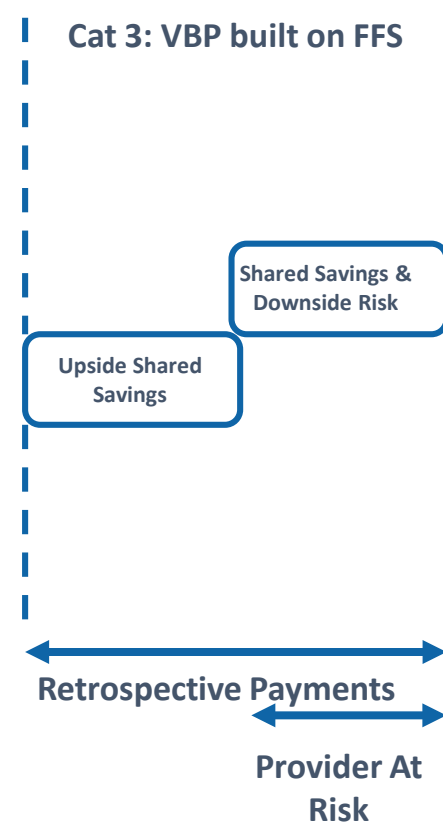 Cat 3: VBP built on FFS
Shared Savings &
Downside Risk
Upside Shared
Savings
Retrospective Payments
Provider At
Risk